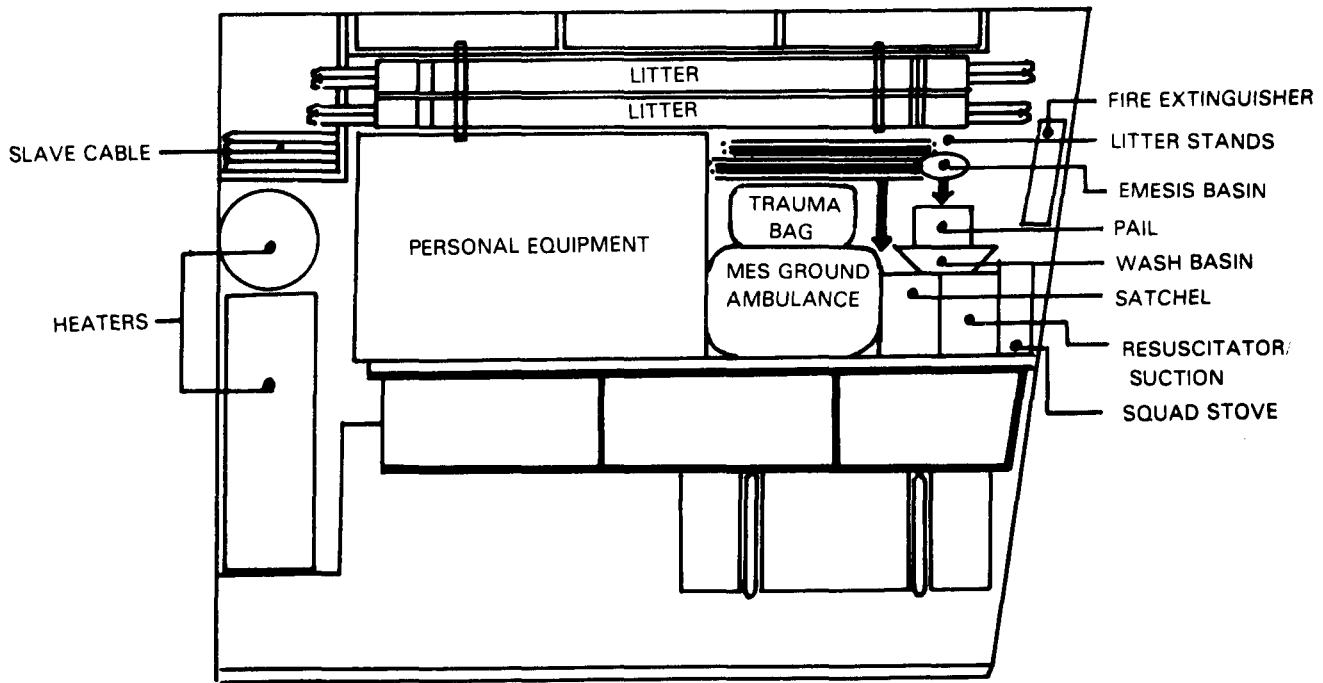 LITTER
LITTER
SLAVE CABLE
PERSONAL EQUIPMENT
HEATERS
TRAUMA
BAG
MES GROUND
AMBULANCE
FIRE EXTINGUISHER
LITTER STANDS
EMESIS BASIN
PAIL
WASH BASIN
SATCHEL
RESUSCITATOR/
SUCTION
SQUAD STOVE